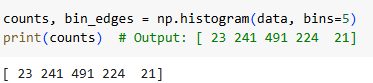 counts, bin_edges = np.histogram(data, bins=5)
print(counts)  # Output: [ 23 241 491 224  21]
[ 23 241 491 224  21]